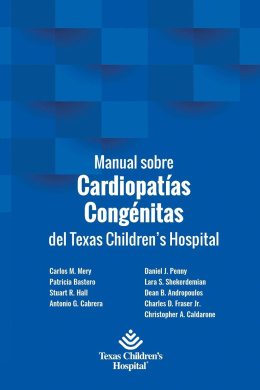 Manual sobre
Cardiopatías
Congénitas
del Texas Children's Hospital
Carlos M. Mery
Patricia Bastero
Stuart R. Hall
Antonio G. Cabrera
Daniel J. Penny
Lara S. Shekerdemian
Dean B. Andropoulos
Charles D. Fraser Jr.
Christopher A. Caldarone
Texas Children's
Hospital®